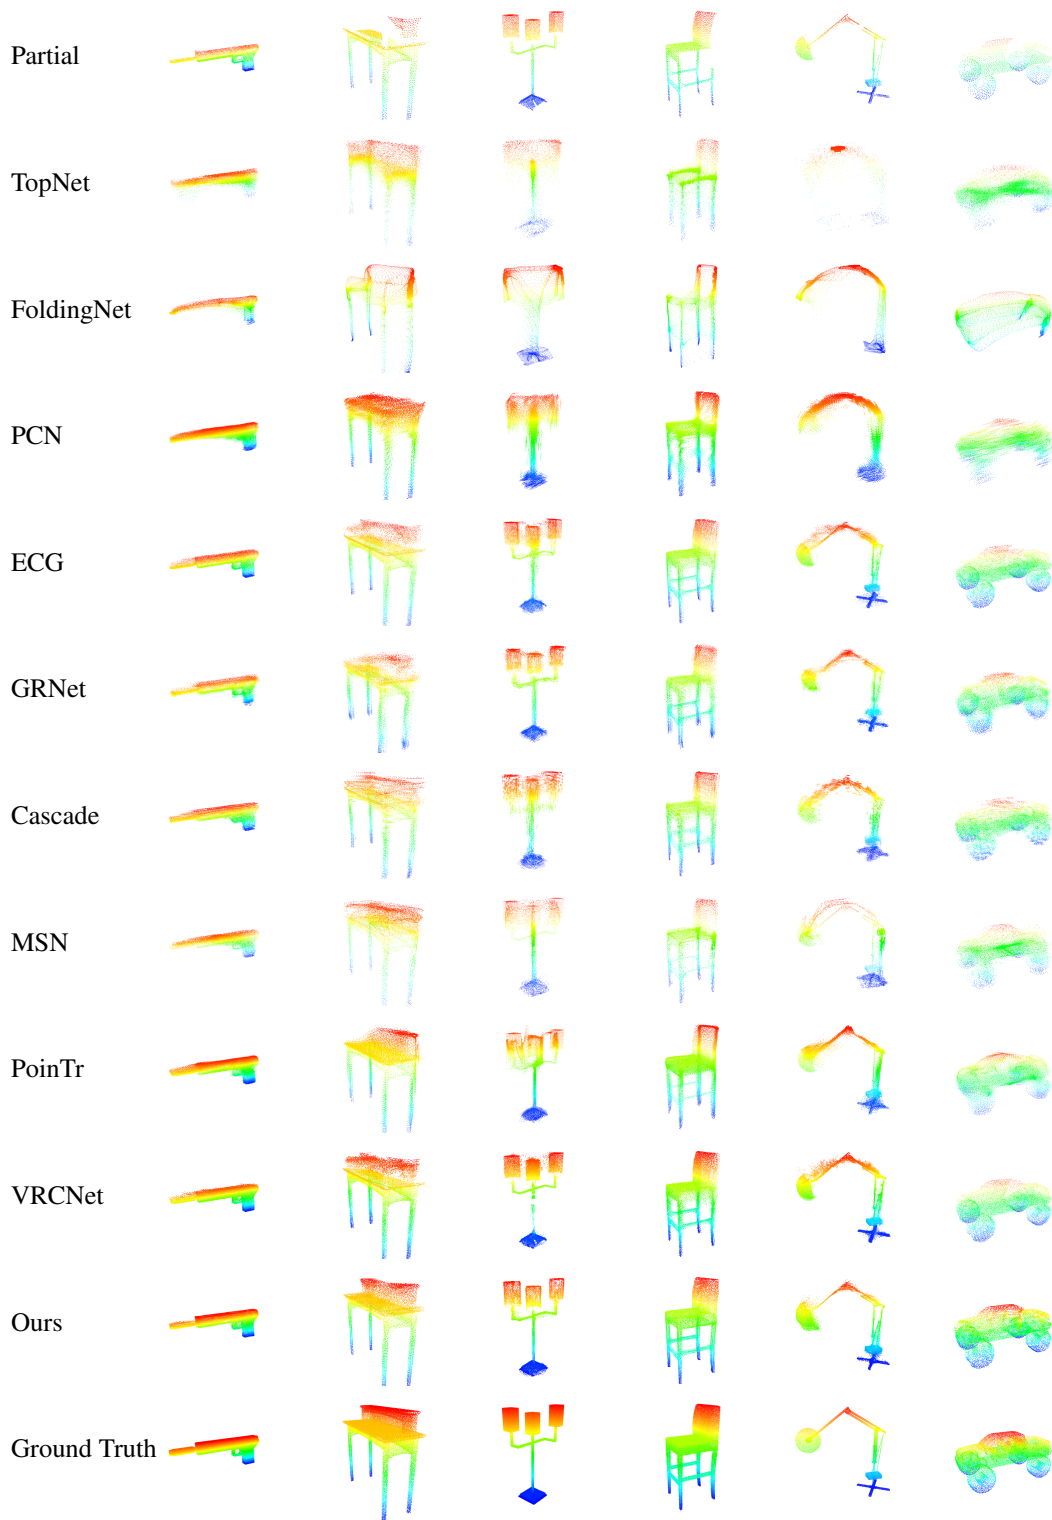 Partial
TopNet
FoldingNet
PCN
ECG
GRNet
Cascade
MSN
PoinTr
VRCNet
Ours
Ground Truth